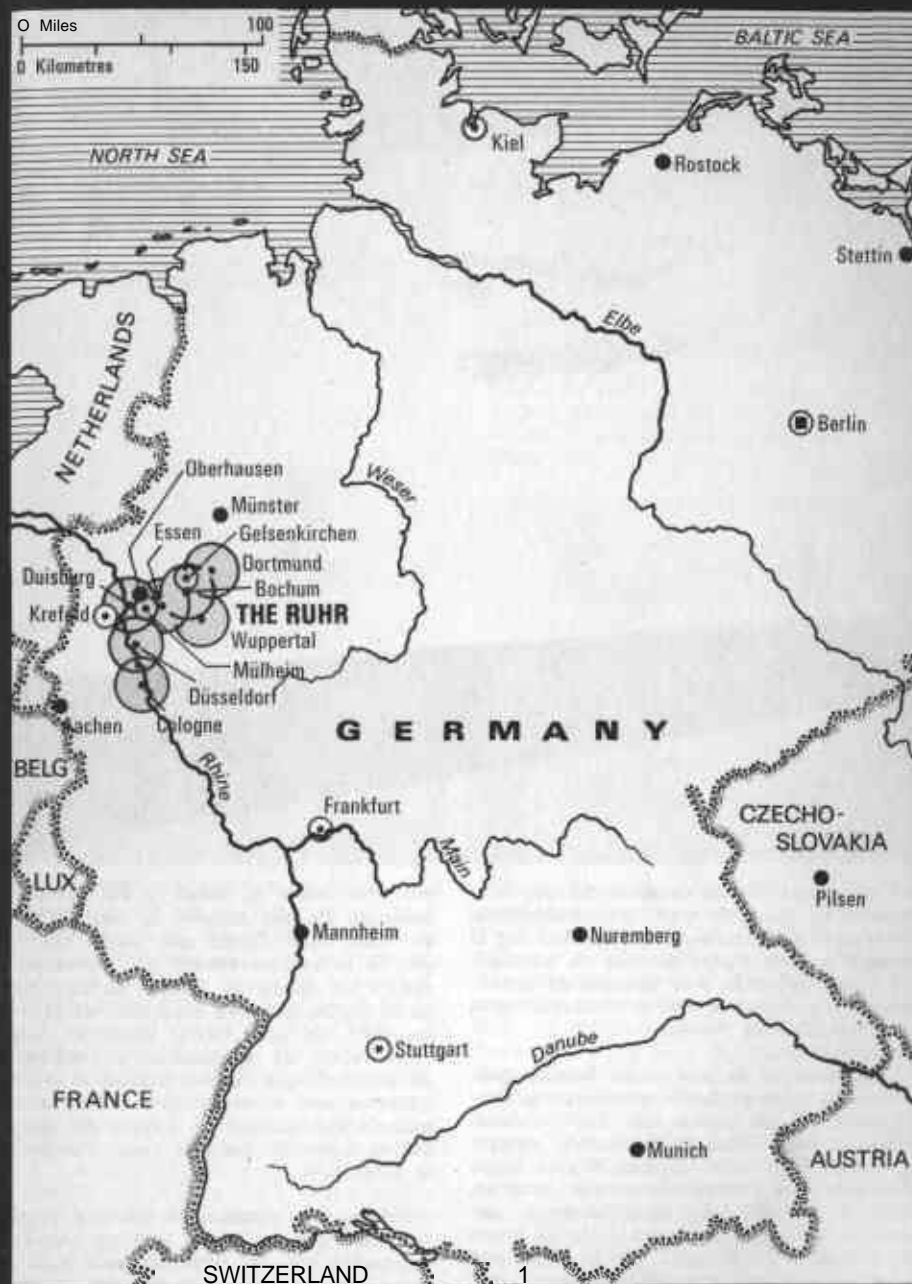 O Miles 100
0 Kilometres 150
BALTIC SEA
NORTH SEA
Kiel
Rostock
Stettin
Elbe
NETHERLANDS
Berlin
Oberhausen
Weser
Münster
Essen
Gelsenkirchen
Duisburg
Dortmund
Bochum
Krefeld
THE RUHR
Wuppertal
Mülheim
Düsseldorf
Aachen
Cologne
GERMANY
BELG
Rhine
Frankfurt
CZECHO-
SLOVAKIA
Main
LUX
Pilsen
Mannheim
Nuremberg
Stuttgart
Danube
FRANCE
Munich
AUSTRIA
SWITZERLAND 1